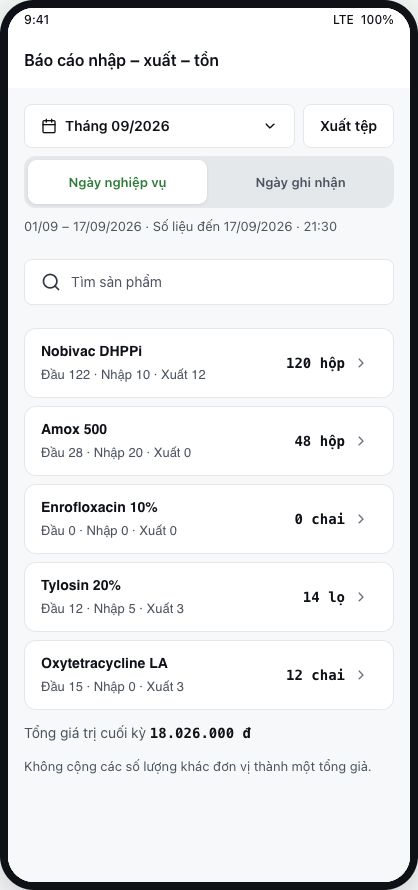 9:41
LTE 100%
Báo cáo nhập – xuất – tồn
Tháng 09/2026
Xuất tệp
Ngày nghiệp vụ
Ngày ghi nhận
01/09 – 17/09/2026 · Số liệu đến 17/09/2026 · 21:30
Tìm sản phẩm
Nobivac DHPPi
120 hộp
Đầu 122 · Nhập 10 · Xuất 12
Amox 500
48 hộp
Đầu 28 · Nhập 20 · Xuất 0
Enrofloxacin 10%
0 chai
Đầu 0 · Nhập 0 · Xuất 0
Tylosin 20%
14 lọ
Đầu 12 · Nhập 5 · Xuất 3
Oxytetracycline LA
12 chai
Đầu 15 · Nhập 0 · Xuất 3
Tổng giá trị cuối kỳ 18.026.000 đ
Không cộng các số lượng khác đơn vị thành một tổng giả.